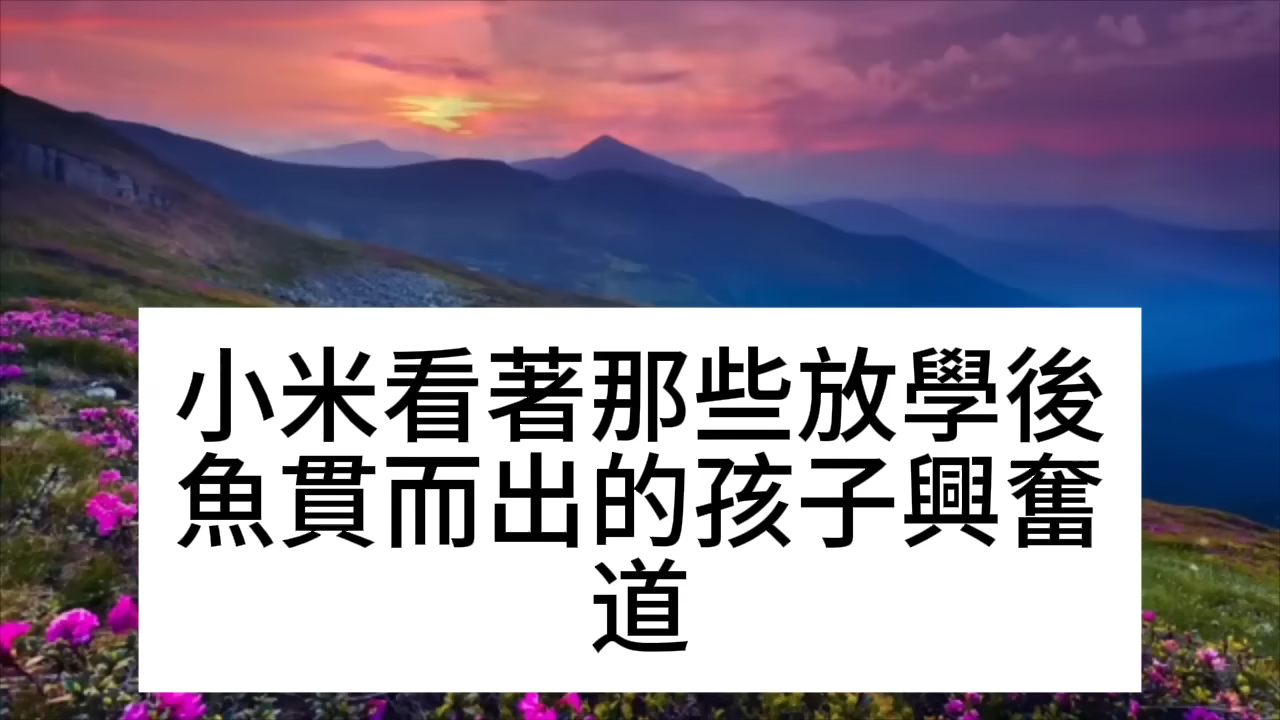 小米看著那些放學後
魚貫而出的孩子興奮
道